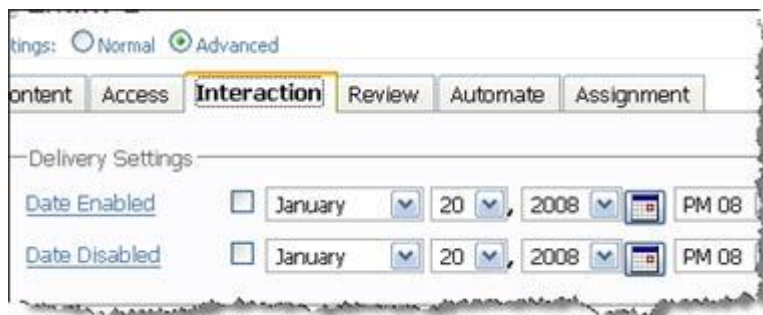 tings: Normal Advanced
ontent Access Interaction Review Automate Assignment
Delivery Settings
Date Enabled January 20 , 2008 PM 08
Date Disabled January 20 , 2008 PM 08